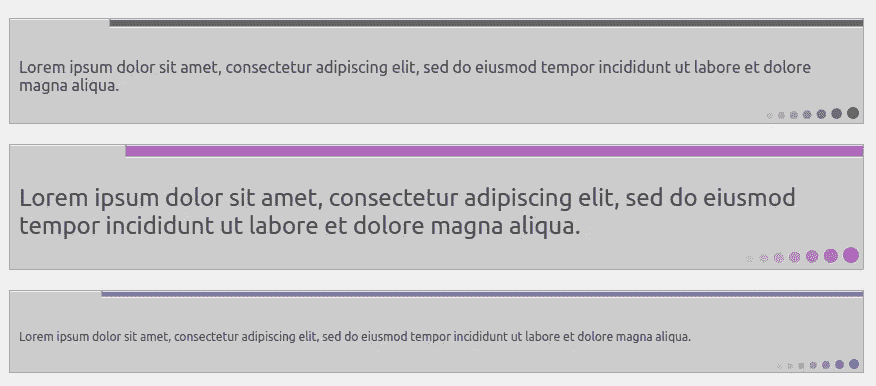 Lorem ipsum dolor sit amet, consectetur adipiscing elit, sed do eiusmod tempor incididunt ut labore et dolore
magna aliqua.
Lorem ipsum dolor sit amet, consectetur adipiscing elit, sed do eiusmod
tempor incididunt ut labore et dolore magna aliqua.
Lorem ipsum dolor sit amet, consectetur adipiscing elit, sed do eiusmod tempor incididunt ut labore et dolore magna aliqua.